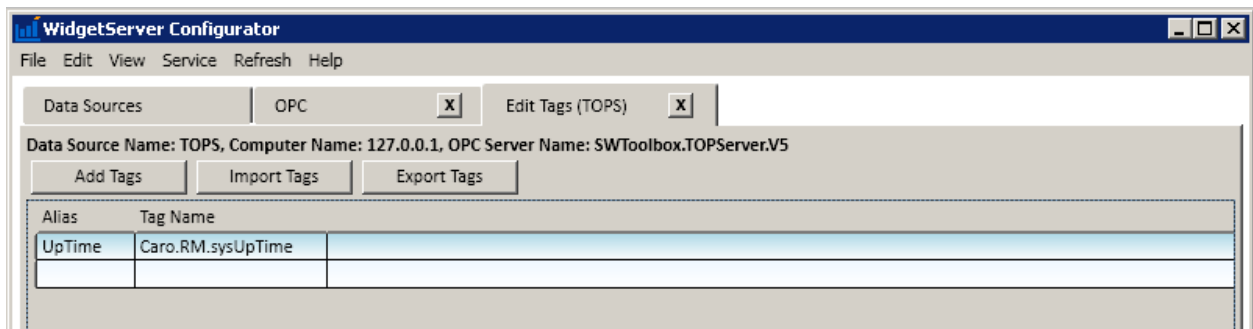 WidgetServer Configurator
File Edit View Service Refresh Help
Data Sources OPC X Edit Tags (TOPS) X
Data Source Name: TOPS, Computer Name: 127.0.0.1, OPC Server Name: SWToolbox.TOPServer.V5
Add Tags Import Tags Export Tags
Alias Tag Name
UpTime Caro.RM.sysUpTime